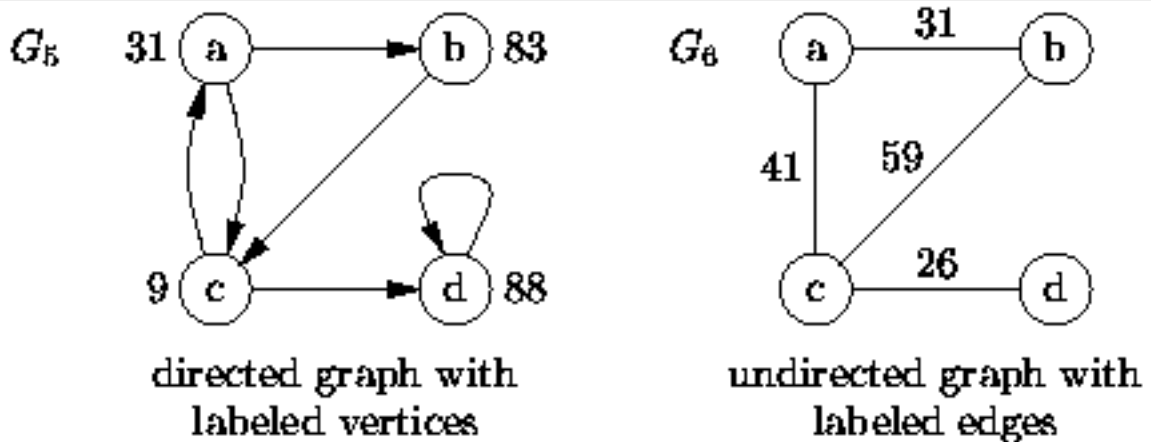 G5 31 a b 83
9 c d 88
directed graph with
labeled vertices
G6 a 31 b
41 59
c 26 d
undirected graph with
labeled edges